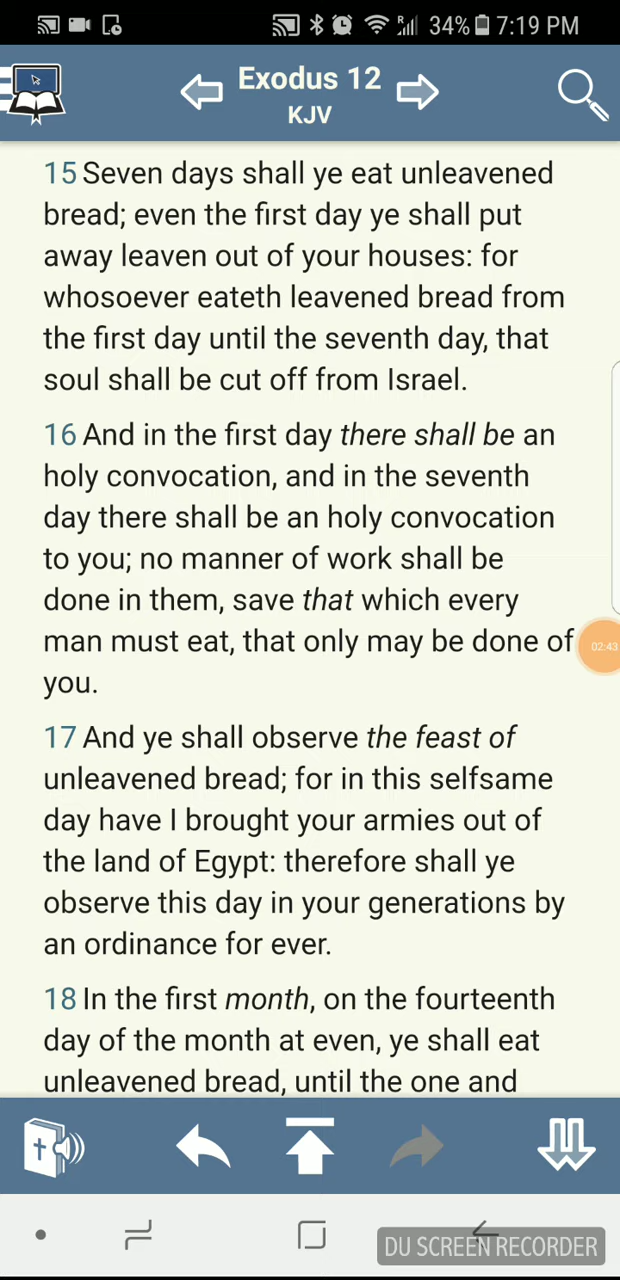 34% 7:19 PM
Exodus 12
KJV
15 Seven days shall ye eat unleavened
bread; even the first day ye shall put
away leaven out of your houses: for
whosoever eateth leavened bread from
the first day until the seventh day, that
soul shall be cut off from Israel.
16 And in the first day there shall be an
holy convocation, and in the seventh
day there shall be an holy convocation
to you; no manner of work shall be
done in them, save that which every
man must eat, that only may be done of
you.
02:43
17 And ye shall observe the feast of
unleavened bread; for in this selfsame
day have I brought your armies out of
the land of Egypt: therefore shall ye
observe this day in your generations by
an ordinance for ever.
18 In the first month, on the fourteenth
day of the month at even, ye shall eat
unleavened bread, until the one and
DU SCREEN RECORDER